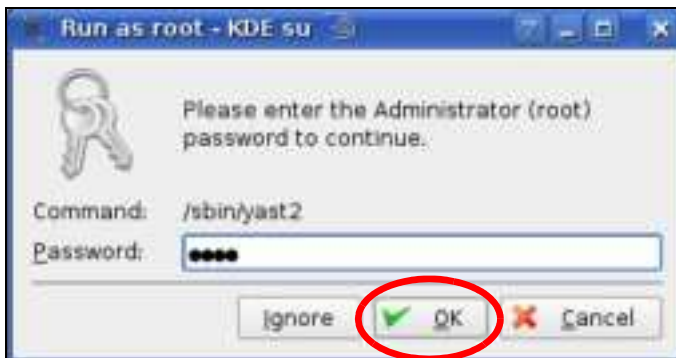 Run as root - KDE su
Please enter the Administrator (root)
password to continue.
Command: /sbin/yast2
Password: ●●●●
Ignore OK Cancel